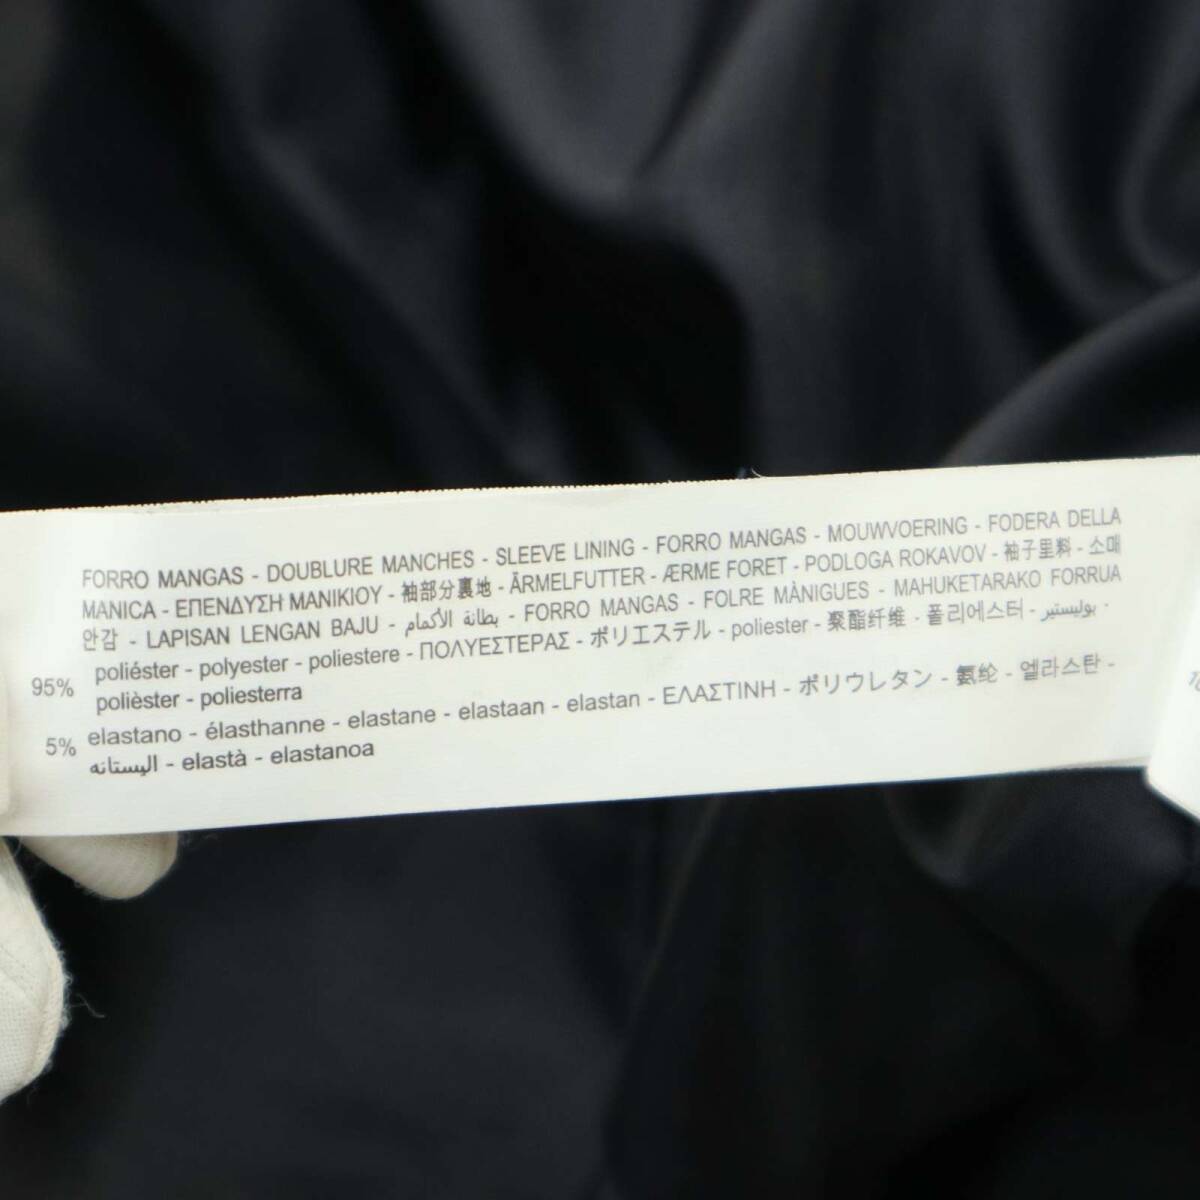 FORRO MANGAS - DOUBLURE MANCHES - SLEEVE LINING - FORRO MANGAS - MOUWVOERING - FODERA DELLA
MANICA - ΕΠΕΝΔΥΣΗ ΜΑΝΙΚΙΟΥ - 袖部分裏地 - ÄRMELFUTTER - ÆRME FORET - PODLOGA ROKAVOV - 袖子里料 - 소매
안감 - LAPISAN LENGAN BAJU - بطانة الأكمام - FORRO MANGAS - FOLRE MÀNIGUES - MAHUKETARAKO FORRUA
95% poliéster - polyester - poliestere - ΠΟΛΥΕΣΤΕΡΑΣ - ポリエステル - poliester - 聚酯纤维 - 폴리에스터 - بوليستير -
polièster - poliesterra
5% elastano - élasthanne - elastane - elastaan - elastan - ΕΛΑΣΤΙΝΗ - ポリウレタン - 氨纶 - 엘라스탄 -
اليستانه - elastà - elastanoa